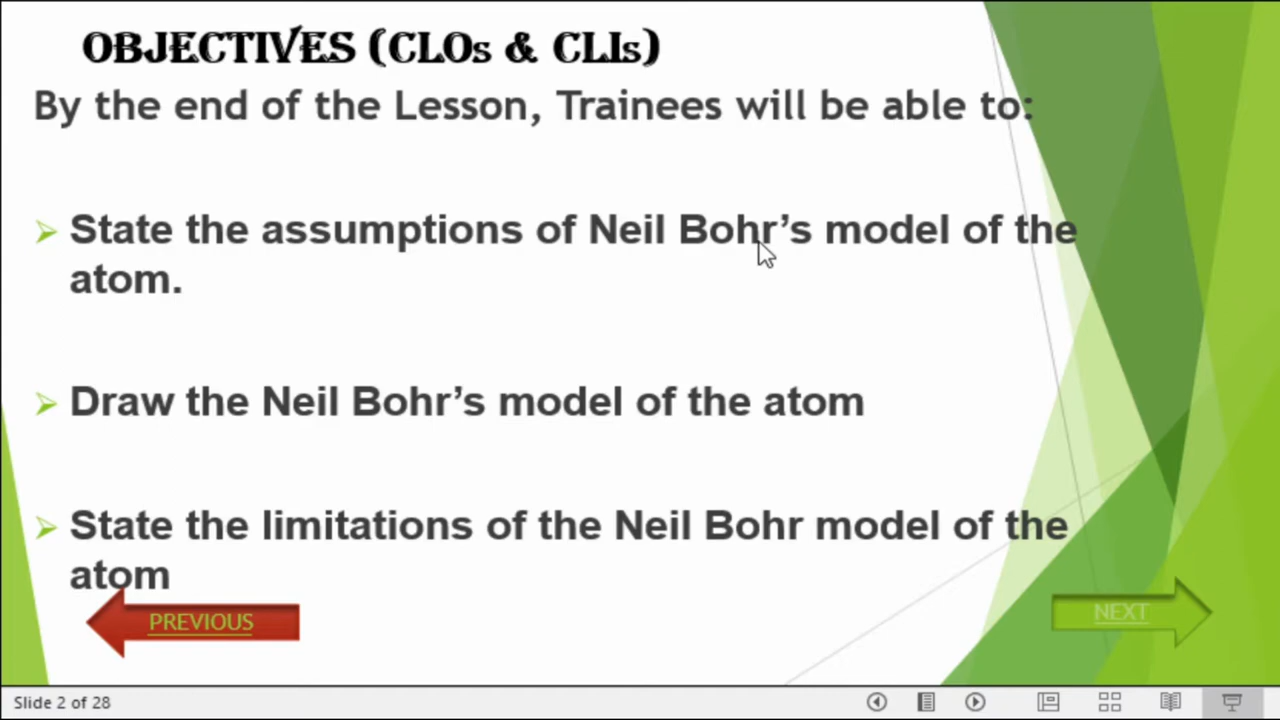 OBJECTIVES (CLOs & CLIs)
By the end of the Lesson, Trainees will be able to:
State the assumptions of Neil Bohr’s model of the
atom.
Draw the Neil Bohr’s model of the atom
State the limitations of the Neil Bohr model of the
atom
PREVIOUS
NEXT
Slide 2 of 28